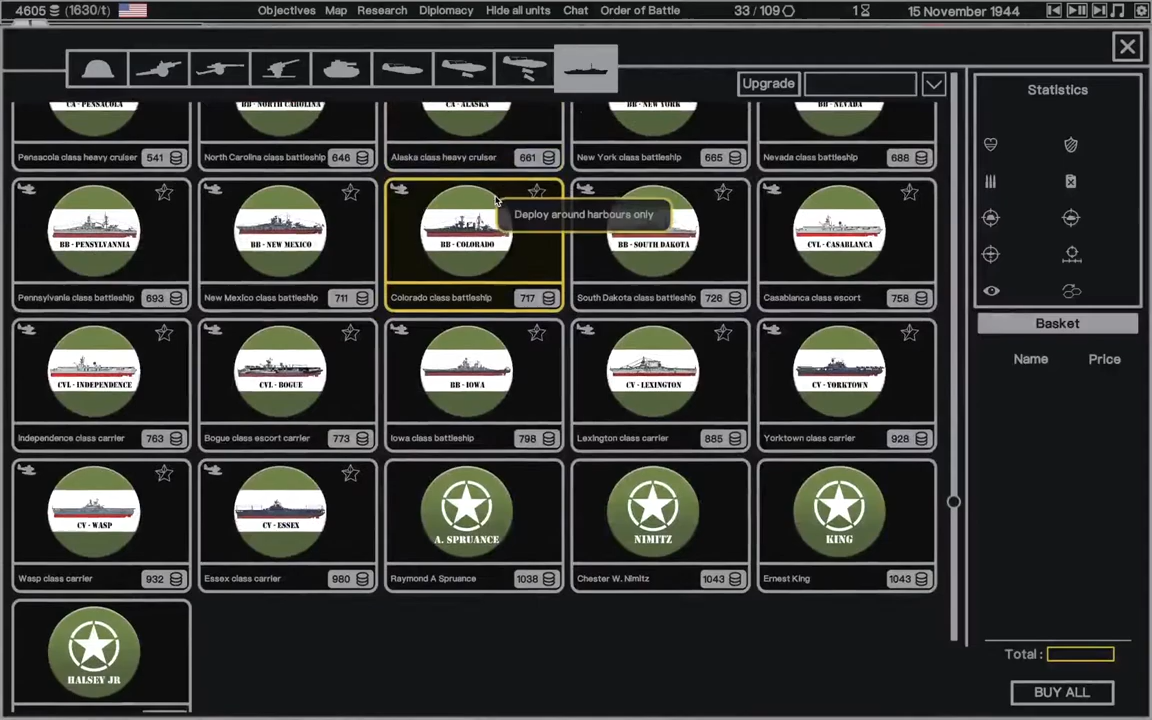 4605 (1630/t) Objectives Map Research Diplomacy Hide all units Chat Order of Battle 33 / 109 1 15 November 1944
Upgrade
Statistics
CA - PENSACOLA BB - NORTH CAROLINA CA - ALASKA BB - NEW YORK BB - NEVADA
Pensacola class heavy cruiser 541 North Carolina class battleship 646 Alaska class heavy cruiser 661 New York class battleship 665 Nevada class battleship 688
Deploy around harbours only
BB - PENSYLVANIA BB - NEW MEXICO BB - COLORADO BB - SOUTH DAKOTA CVL - CASABLANCA
Pennsylvania class battleship 693 New Mexico class battleship 711 Colorado class battleship 717 South Dakota class battleship 726 Casablanca class escort 758
Basket
Name Price
CVL - INDEPENDENCE CVL - BOGUE BB - IOWA CV - LEXINGTON CV - YORKTOWN
Independence class carrier 763 Bogue class escort carrier 773 Iowa class battleship 798 Lexington class carrier 885 Yorktown class carrier 928
CV - WASP CV - ESSEX A. SPRUANCE NIMITZ KING
Wasp class carrier 932 Essex class carrier 980 Raymond A Spruance 1038 Chester W. Nimitz 1043 Ernest King 1043
HALSEY JR
Total :
BUY ALL